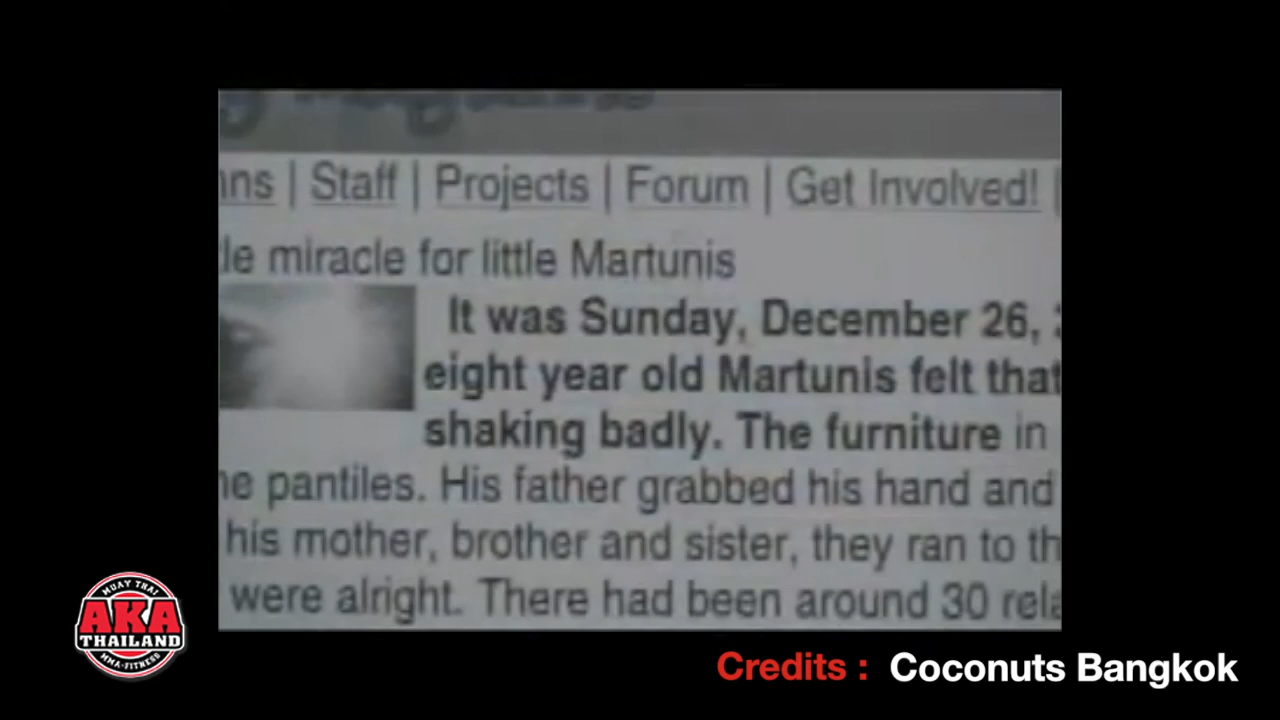 nns | Staff | Projects | Forum | Get Involved! |
le miracle for little Martunis
It was Sunday, December 26,
eight year old Martunis felt that
shaking badly. The furniture in
he pantiles. His father grabbed his hand and
his mother, brother and sister, they ran to th
were alright. There had been around 30 rela
MUAY THAI
AKA
THAILAND
MMA-FITNESS
Credits : Coconuts Bangkok